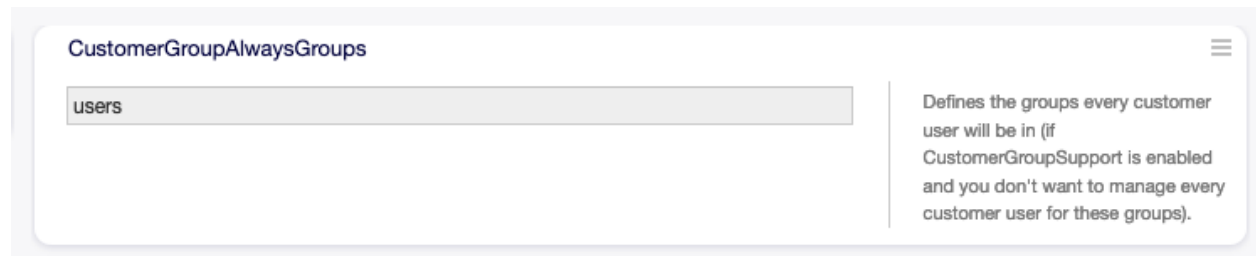 CustomerGroupAlwaysGroups
users
Defines the groups every customer
user will be in (if
CustomerGroupSupport is enabled
and you don't want to manage every
customer user for these groups).